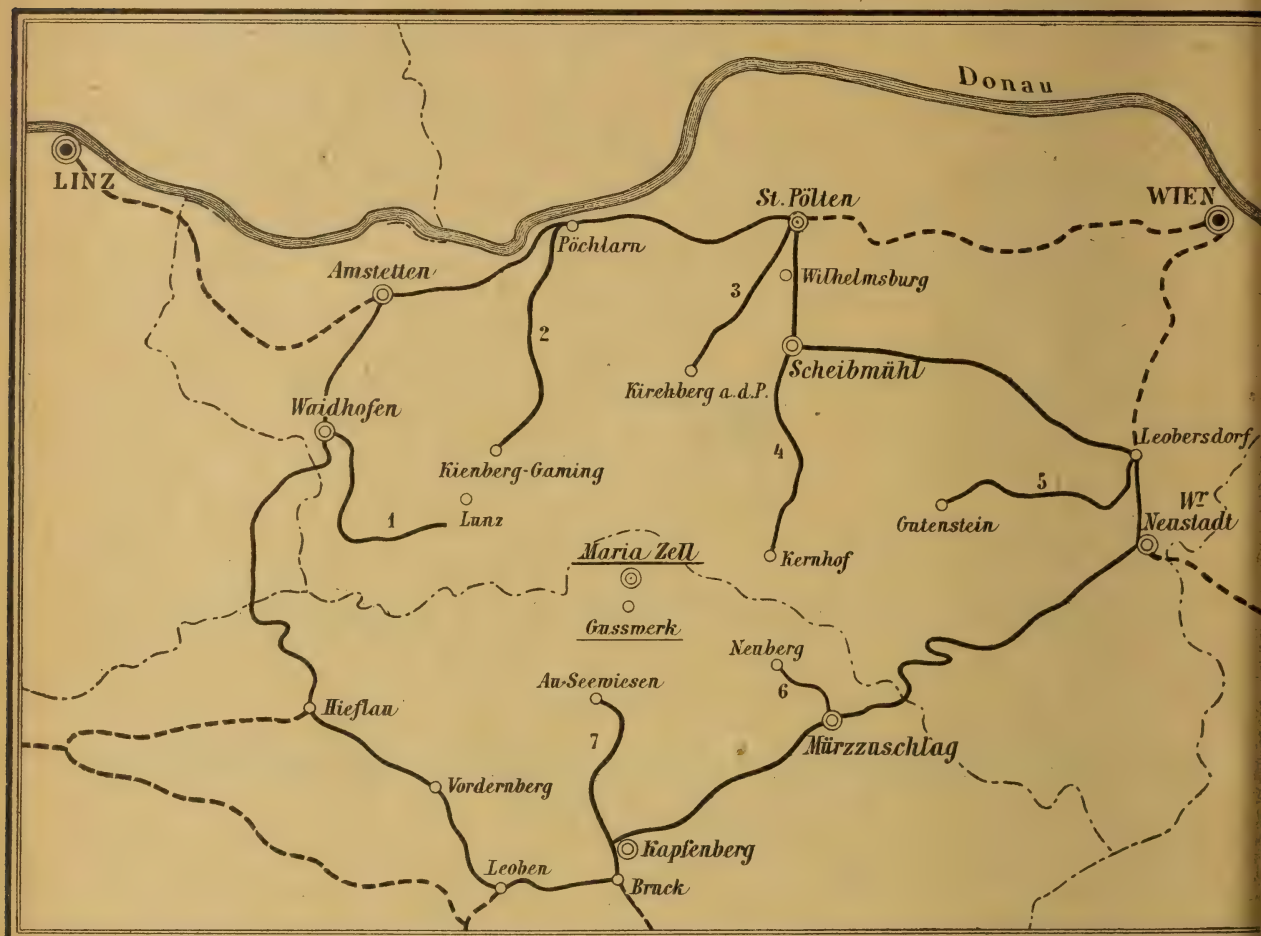 Donau
LINZ
St. Pölten
WIEN
Pöchlarn
Amstetten
Wilhelmsburg
3
2
Scheibmühl
Kirchberg a.d.P.
Waidhofen
Leobersdorf
4
Kienberg-Gaming
5
Wr
Neustadt
Lunz
1
Gutenstein
Maria Zell
Kernhof
Gusswerk
Neuberg
Au-Seewiesen
6
Hieflau
7
Mürzzuschlag
Vordernberg
Kapfenberg
Leoben
Bruck